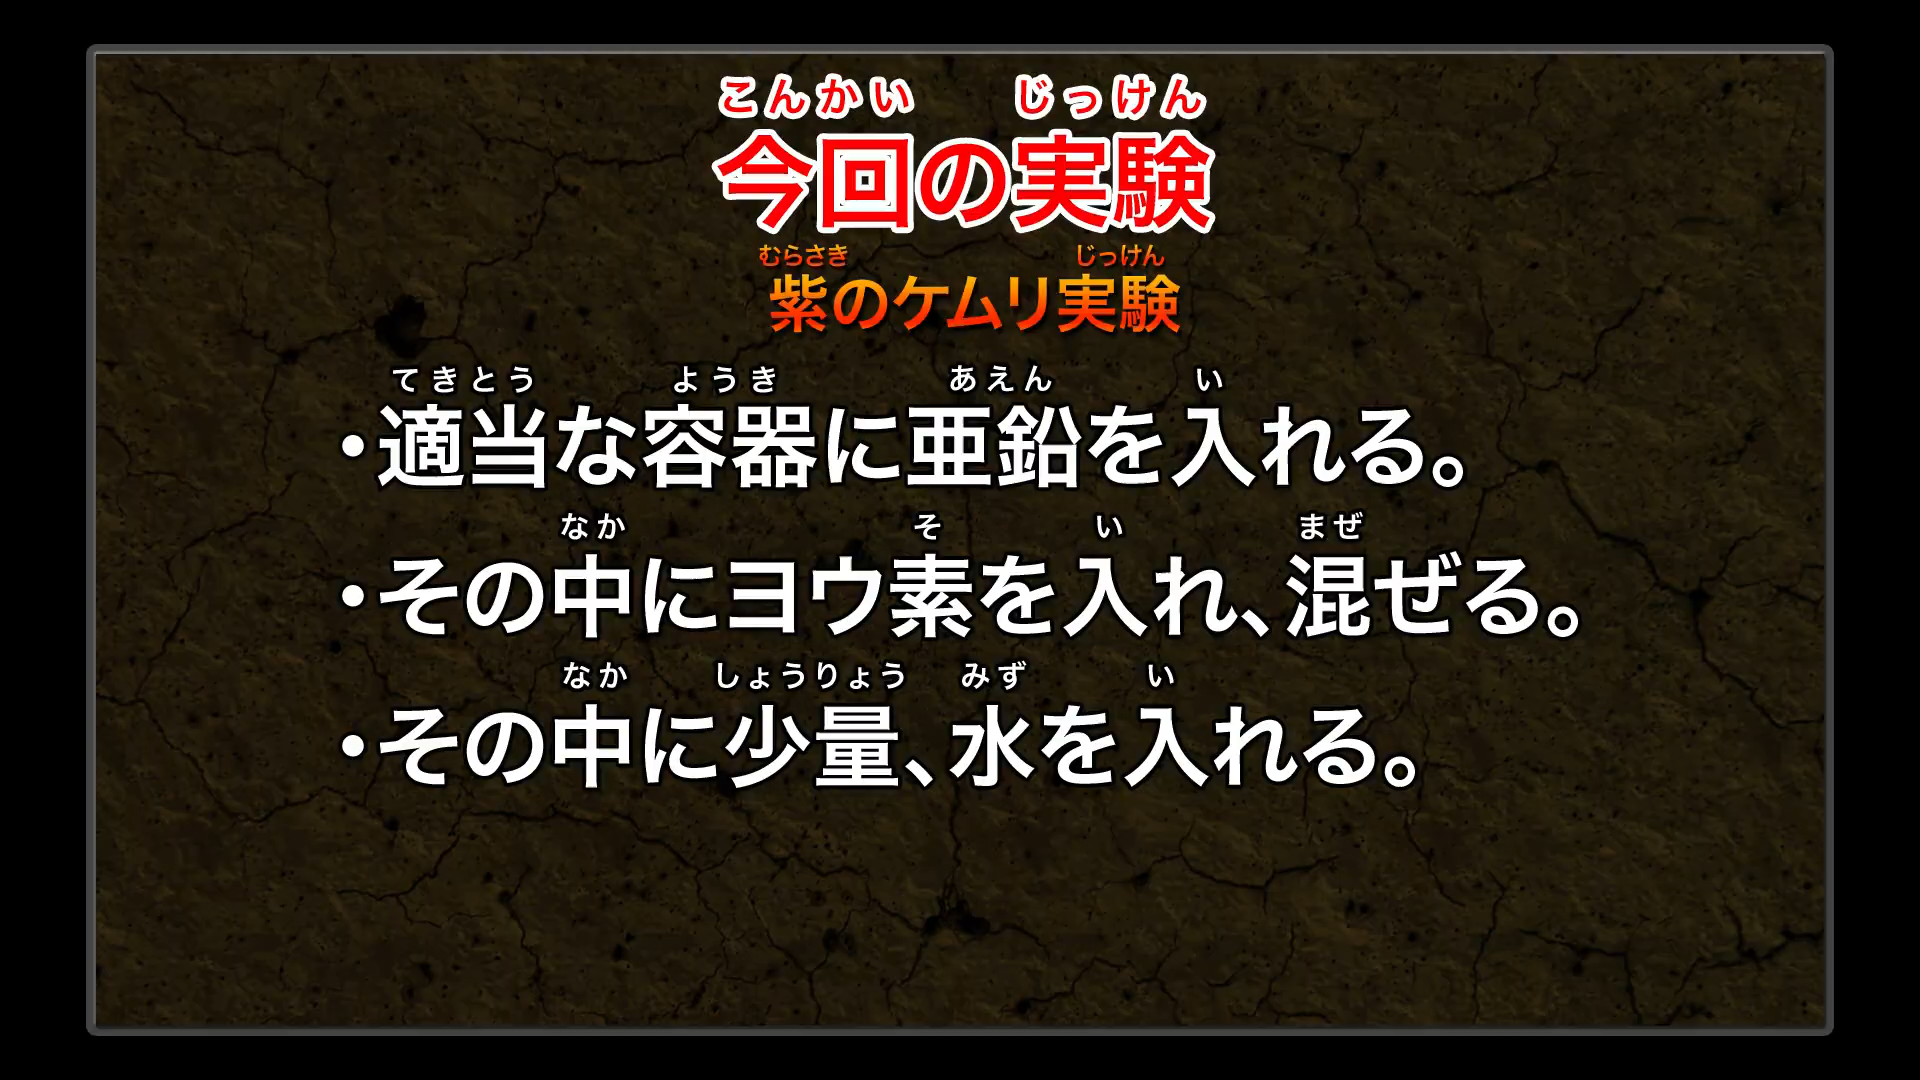 こんかい じっけん
今回の実験
むらさき じっけん
紫のケムリ実験
てきとう ようき あえん い
・適当な容器に亜鉛を入れる。
なか そ い まぜ
・その中にヨウ素を入れ、混ぜる。
なか しょうりょう みず い
・その中に少量、水を入れる。